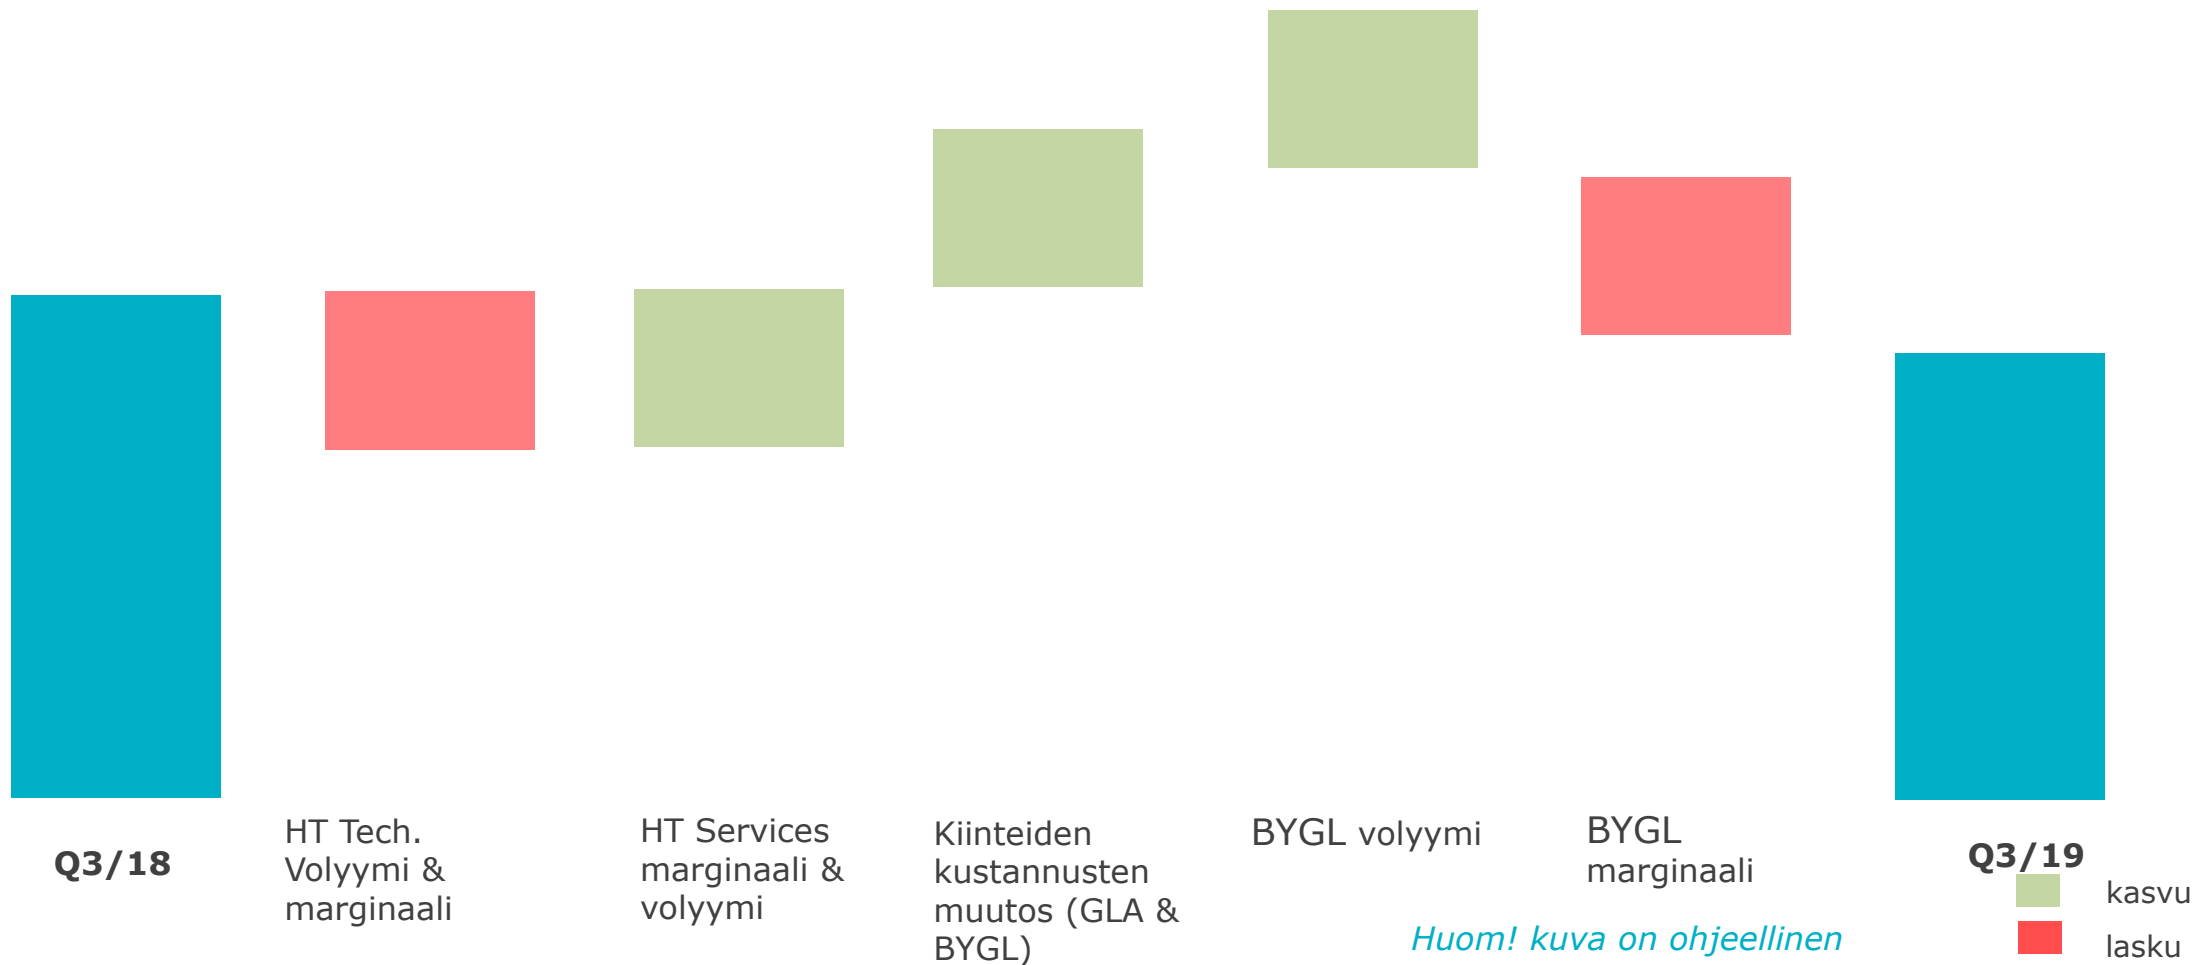 Q3/18
HT Tech.
Volyymi &
marginaali
HT Services
marginaali &
volyymi
Kiinteiden
kustannusten
muutos (GLA &
BYGL)
BYGL volyymi
BYGL
marginaali
Q3/19
kasvu
lasku
Huom! kuva on ohjeellinen